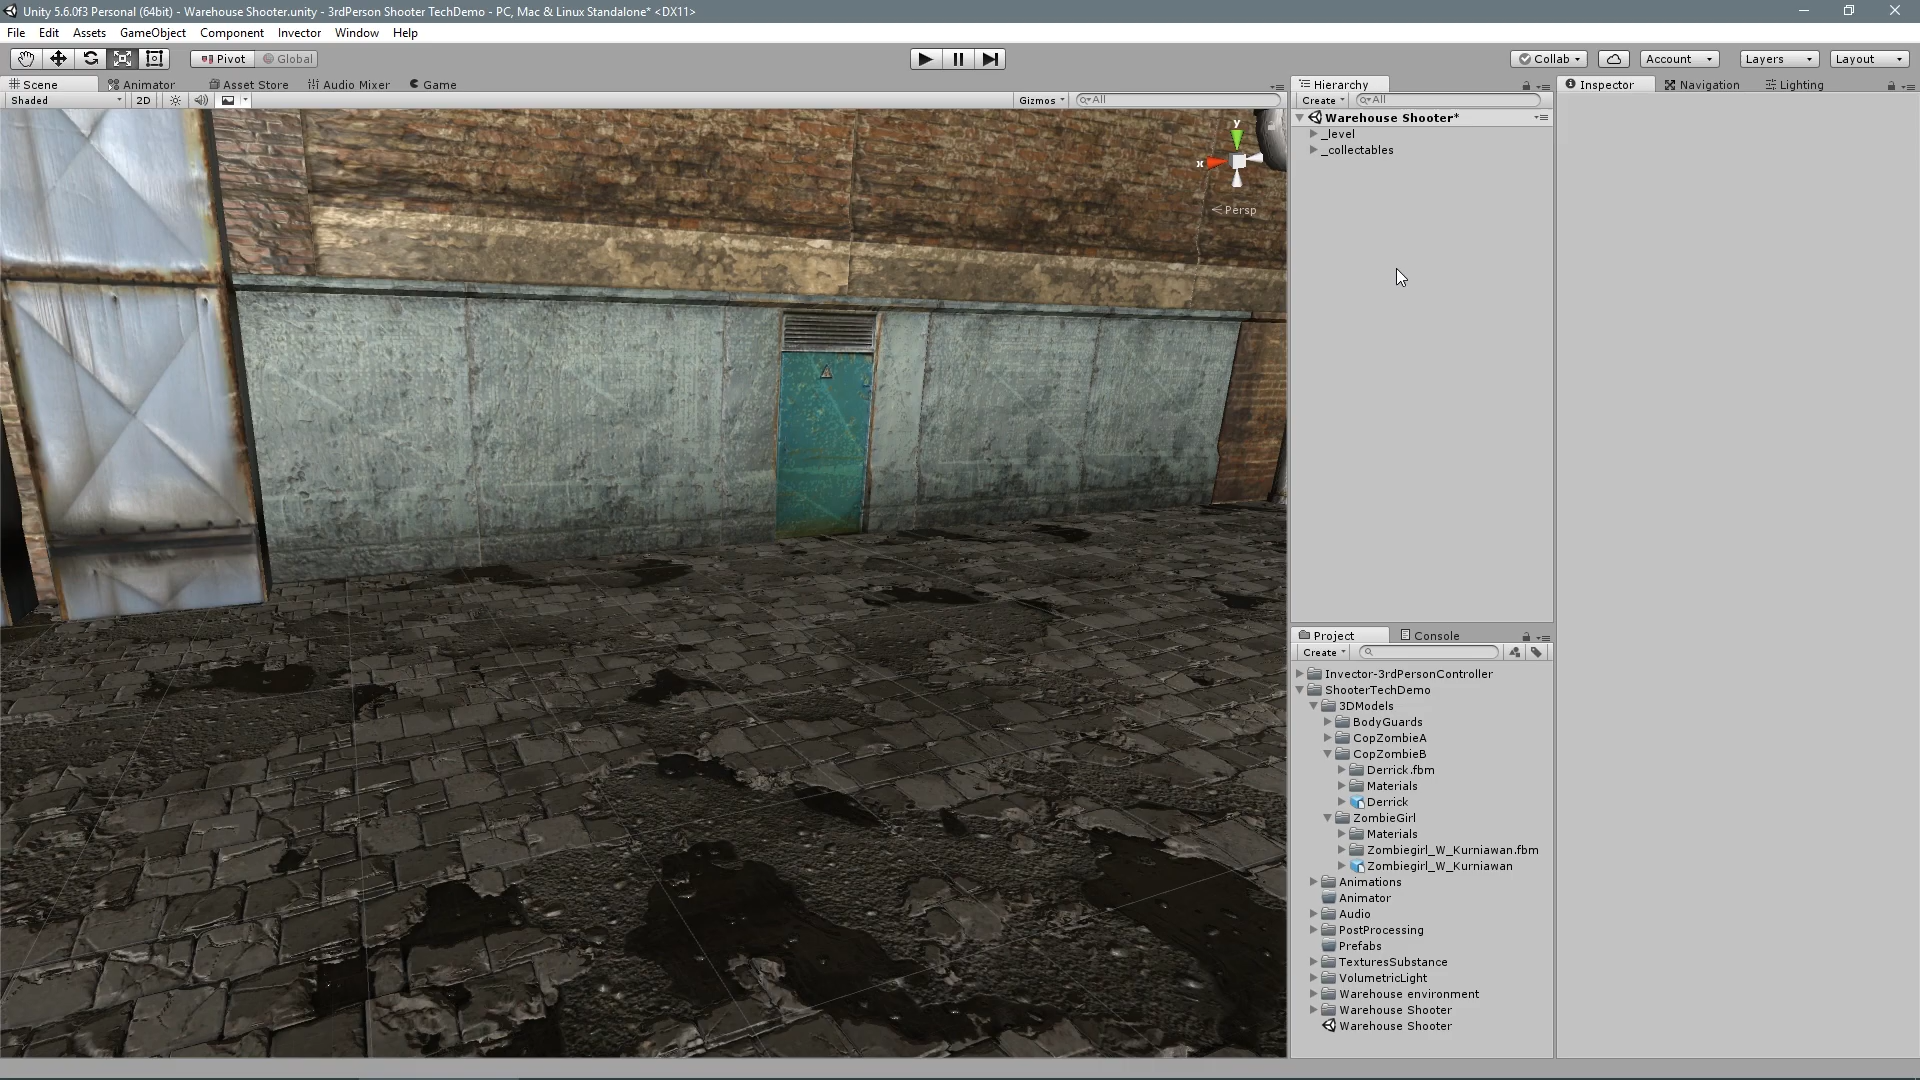 Unity 5.6.0f3 Personal (64bit) - Warehouse Shooter.unity - 3rdPerson Shooter TechDemo - PC, Mac & Linux Standalone* <DX11>
File Edit Assets GameObject Component Invector Window Help
Pivot Global Collab Account Layers Layout
Scene Animator Asset Store Audio Mixer Game Hierarchy Inspector Navigation Lighting
Shaded 2D Gizmos All Create All
Warehouse Shooter*
_level
_collectables
y
x
Persp
Project Console
Create
Invector-3rdPersonController
ShooterTechDemo
3DModels
BodyGuards
CopZombieA
CopZombieB
Derrick.fbm
Materials
Derrick
ZombieGirl
Materials
Zombiegirl_W_Kurniawan.fbm
Zombiegirl_W_Kurniawan
Animations
Animator
Audio
PostProcessing
Prefabs
TexturesSubstance
VolumetricLight
Warehouse environment
Warehouse Shooter
Warehouse Shooter